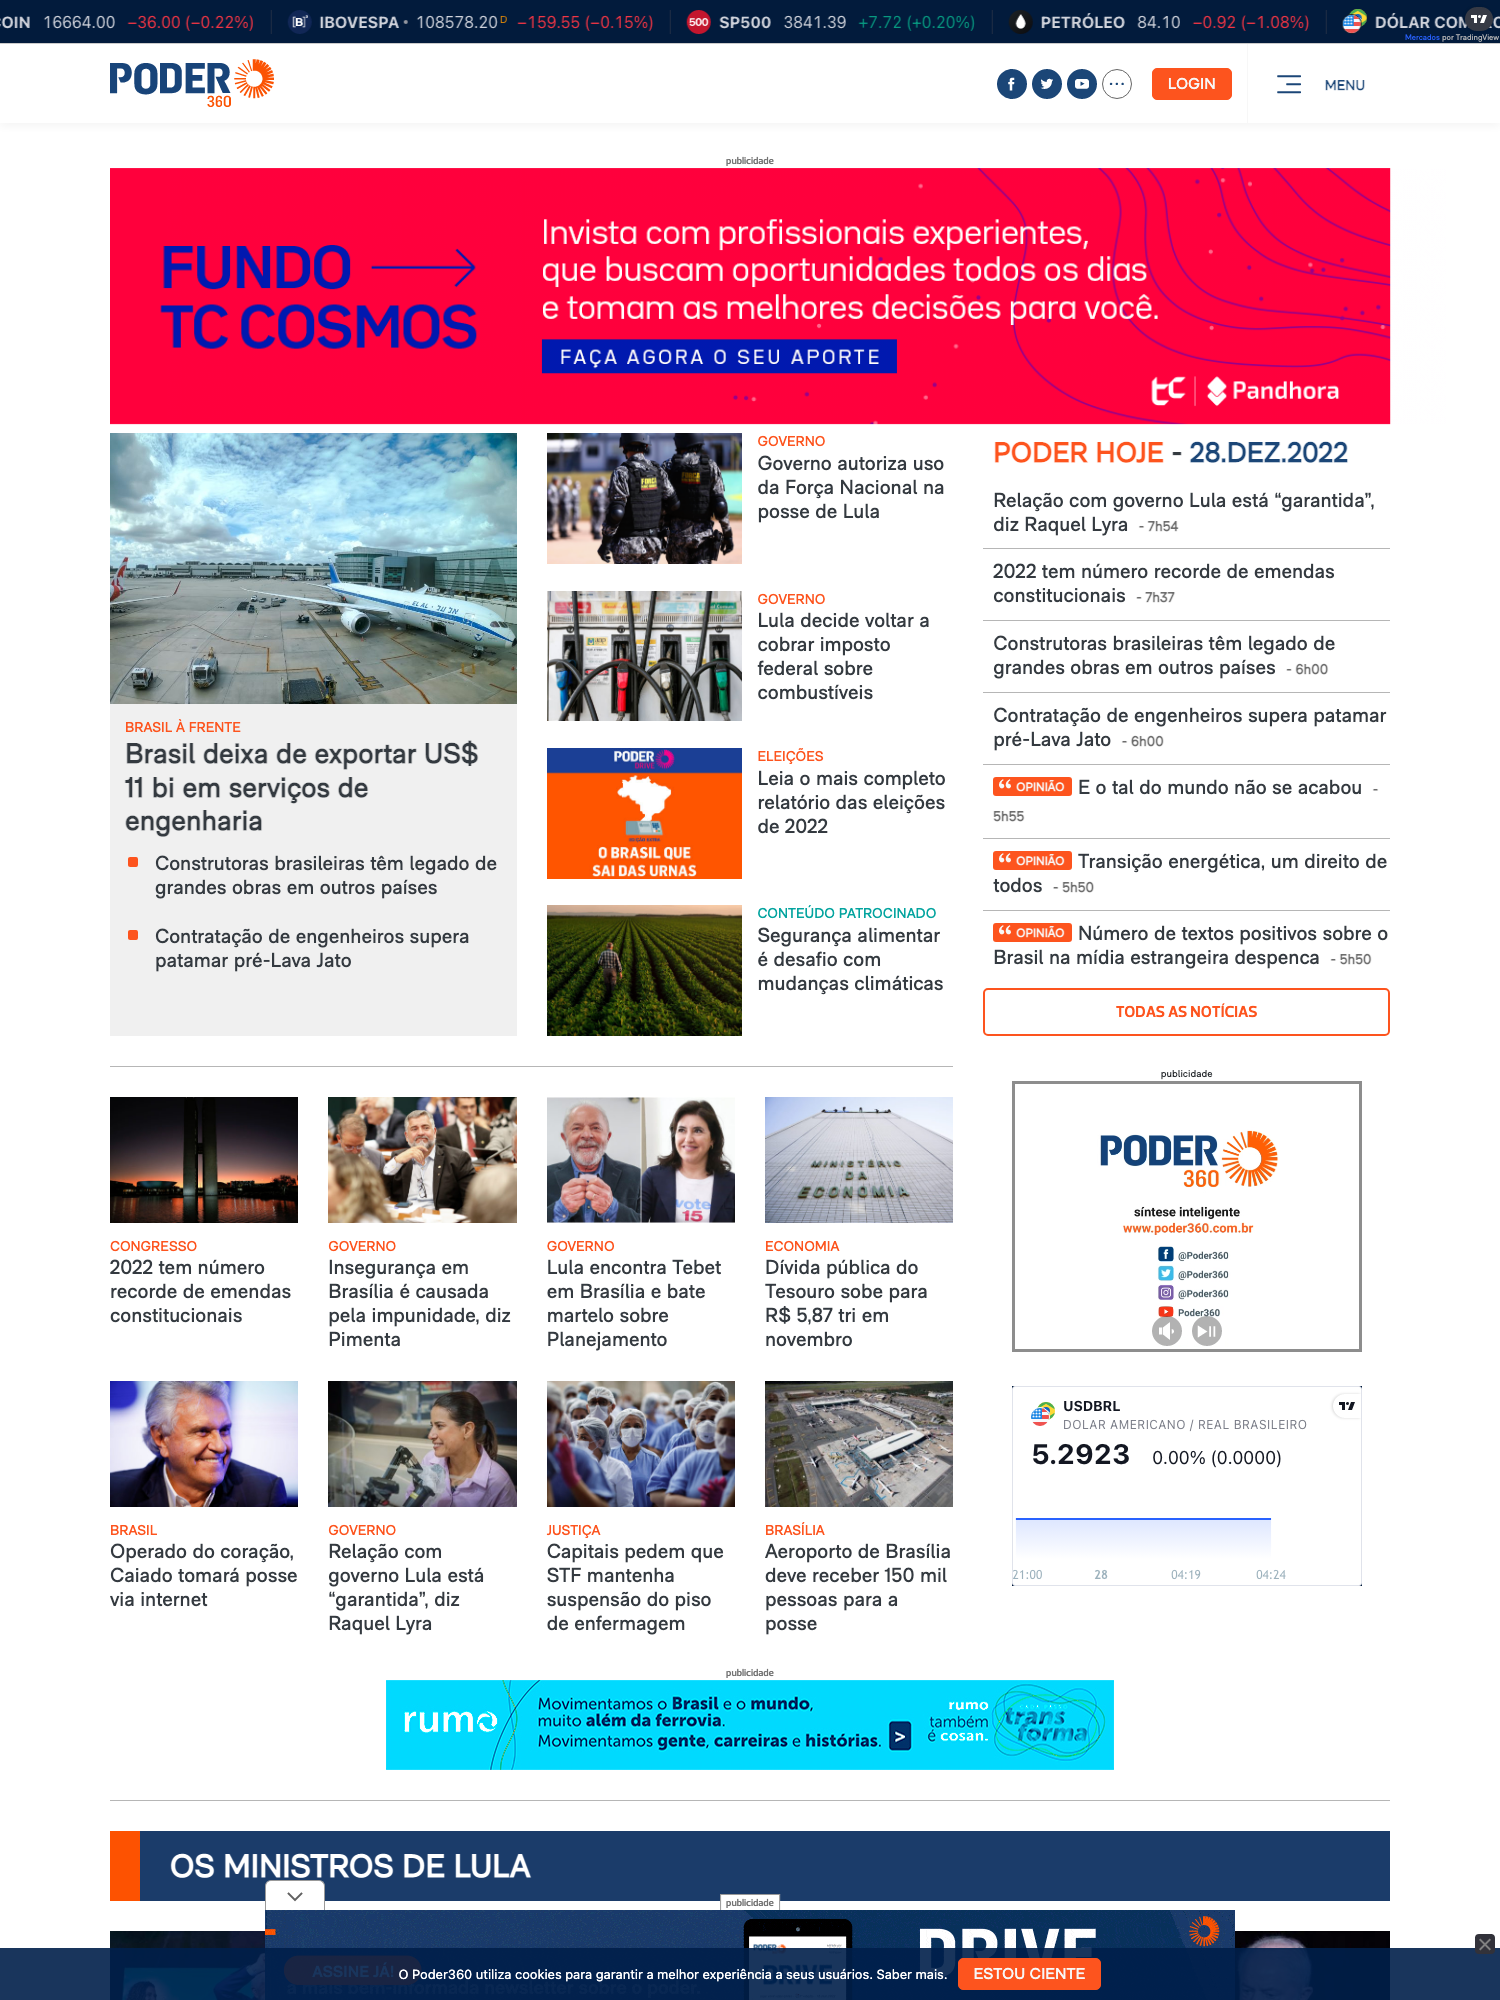 COIN 16664.00 −36.00 (−0.22%) IBOVESPA • 108578.20 D −159.55 (−0.15%) 500 SP500 3841.39 +7.72 (+0.20%) PETRÓLEO 84.10 −0.92 (−1.08%)
Mercados por TradingView
PODER
360
LOGIN
MENU
publicidade
FUNDO
TC COSMOS
Invista com profissionais experientes,
que buscam oportunidades todos os dias
e tomam as melhores decisões para você.
FAÇA AGORA O SEU APORTE
tc Pandhora
BRASIL À FRENTE
Brasil deixa de exportar US$
11 bi em serviços de
engenharia
Construtoras brasileiras têm legado de
grandes obras em outros países
Contratação de engenheiros supera
patamar pré-Lava Jato
GOVERNO
Governo autoriza uso
da Força Nacional na
posse de Lula
GOVERNO
Lula decide voltar a
cobrar imposto
federal sobre
combustíveis
PODER
DRIVE
O BRASIL QUE
SAI DAS URNAS
ELEIÇÕES
Leia o mais completo
relatório das eleições
de 2022
CONTEÚDO PATROCINADO
Segurança alimentar
é desafio com
mudanças climáticas
PODER HOJE - 28.DEZ.2022
Relação com governo Lula está “garantida”,
diz Raquel Lyra - 7h54
2022 tem número recorde de emendas
constitucionais - 7h37
Construtoras brasileiras têm legado de
grandes obras em outros países - 6h00
Contratação de engenheiros supera patamar
pré-Lava Jato - 6h00
“ OPINIÃO E o tal do mundo não se acabou -
5h55
“ OPINIÃO Transição energética, um direito de
todos - 5h50
“ OPINIÃO Número de textos positivos sobre o
Brasil na mídia estrangeira despenca - 5h50
TODAS AS NOTÍCIAS
CONGRESSO
2022 tem número
recorde de emendas
constitucionais
GOVERNO
Insegurança em
Brasília é causada
pela impunidade, diz
Pimenta
vote
15
GOVERNO
Lula encontra Tebet
em Brasília e bate
martelo sobre
Planejamento
MINISTÉRIO
DA
ECONOMIA
ECONOMIA
Dívida pública do
Tesouro sobe para
R$ 5,87 tri em
novembro
publicidade
PODER
360
síntese inteligente
www.poder360.com.br
@Poder360
@Poder360
@Poder360
Poder360
BRASIL
Operado do coração,
Caiado tomará posse
via internet
GOVERNO
Relação com
governo Lula está
“garantida”, diz
Raquel Lyra
JUSTIÇA
Capitais pedem que
STF mantenha
suspensão do piso
de enfermagem
BRASÍLIA
Aeroporto de Brasília
deve receber 150 mil
pessoas para a
posse
USDBRL
DOLAR AMERICANO / REAL BRASILEIRO
5.2923 0.00% (0.0000)
21:00 28 04:19 04:24
publicidade
rumo
Movimentamos o Brasil e o mundo,
muito além da ferrovia.
Movimentamos gente, carreiras e histórias. >
rumo
também
é cosan.
trans
forma
OS MINISTROS DE LULA
publicidade
PODER
DRIVE
ASSINE JÁ!
O Poder360 utiliza cookies para garantir a melhor experiência a seus usuários. Saber mais. ESTOU CIENTE